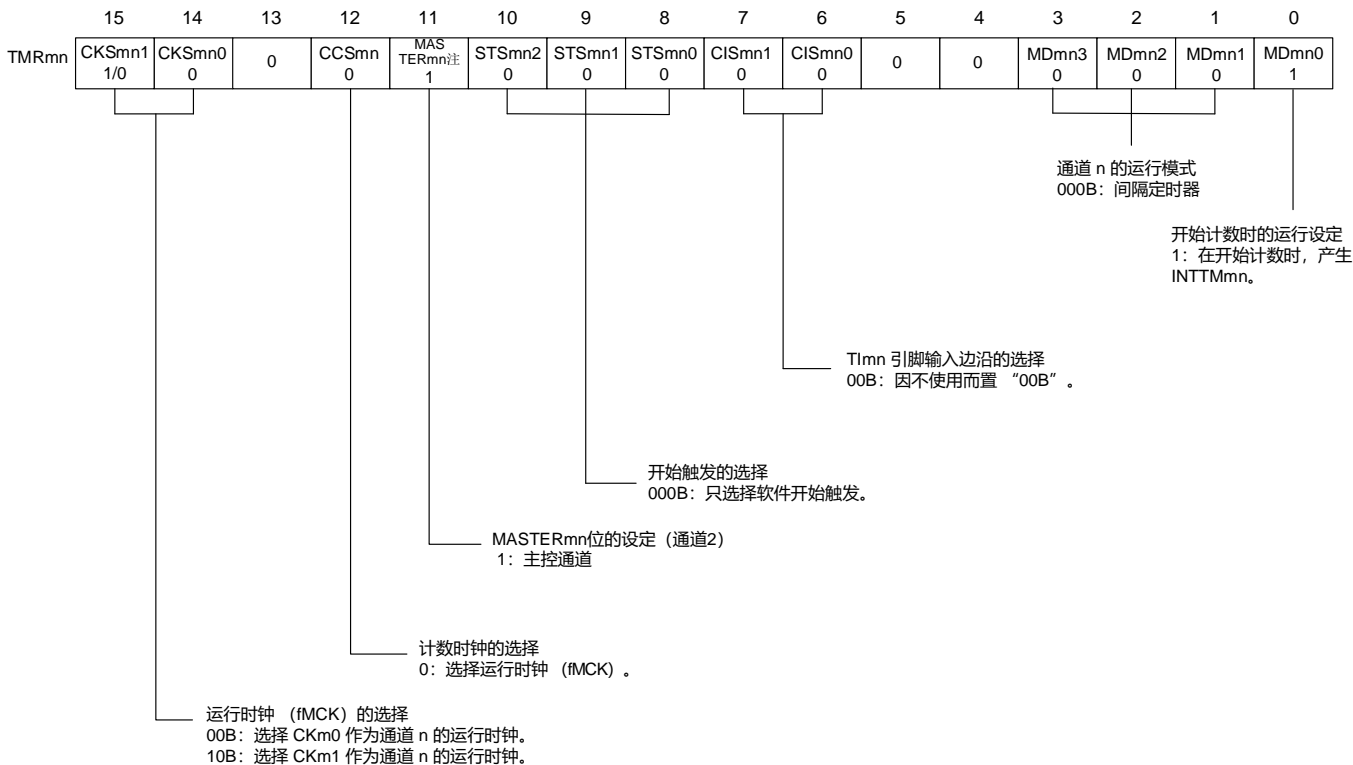 15 14 13 12 11 10 9 8 7 6 5 4 3 2 1 0
TMRmn CKSmn1 CKSmn0 0 CCSmn MAS STSmn2 STSmn1 STSmn0 CISmn1 CISmn0 0 0 MDmn3 MDmn2 MDmn1 MDmn0
TERmn注
1/0 0 0 1 0 0 0 0 0 0 0 0 1
通道 n 的运行模式
000B：间隔定时器
开始计数时的运行设定
1：在开始计数时，产生
INTTMmn。
TImn 引脚输入边沿的选择
00B：因不使用而置 “00B” 。
开始触发的选择
000B：只选择软件开始触发。
MASTERmn位的设定（通道2）
1：主控通道
计数时钟的选择
0：选择运行时钟 （fMCK）。
运行时钟 （fMCK）的选择
00B：选择 CKm0 作为通道 n 的运行时钟。
10B：选择 CKm1 作为通道 n 的运行时钟。